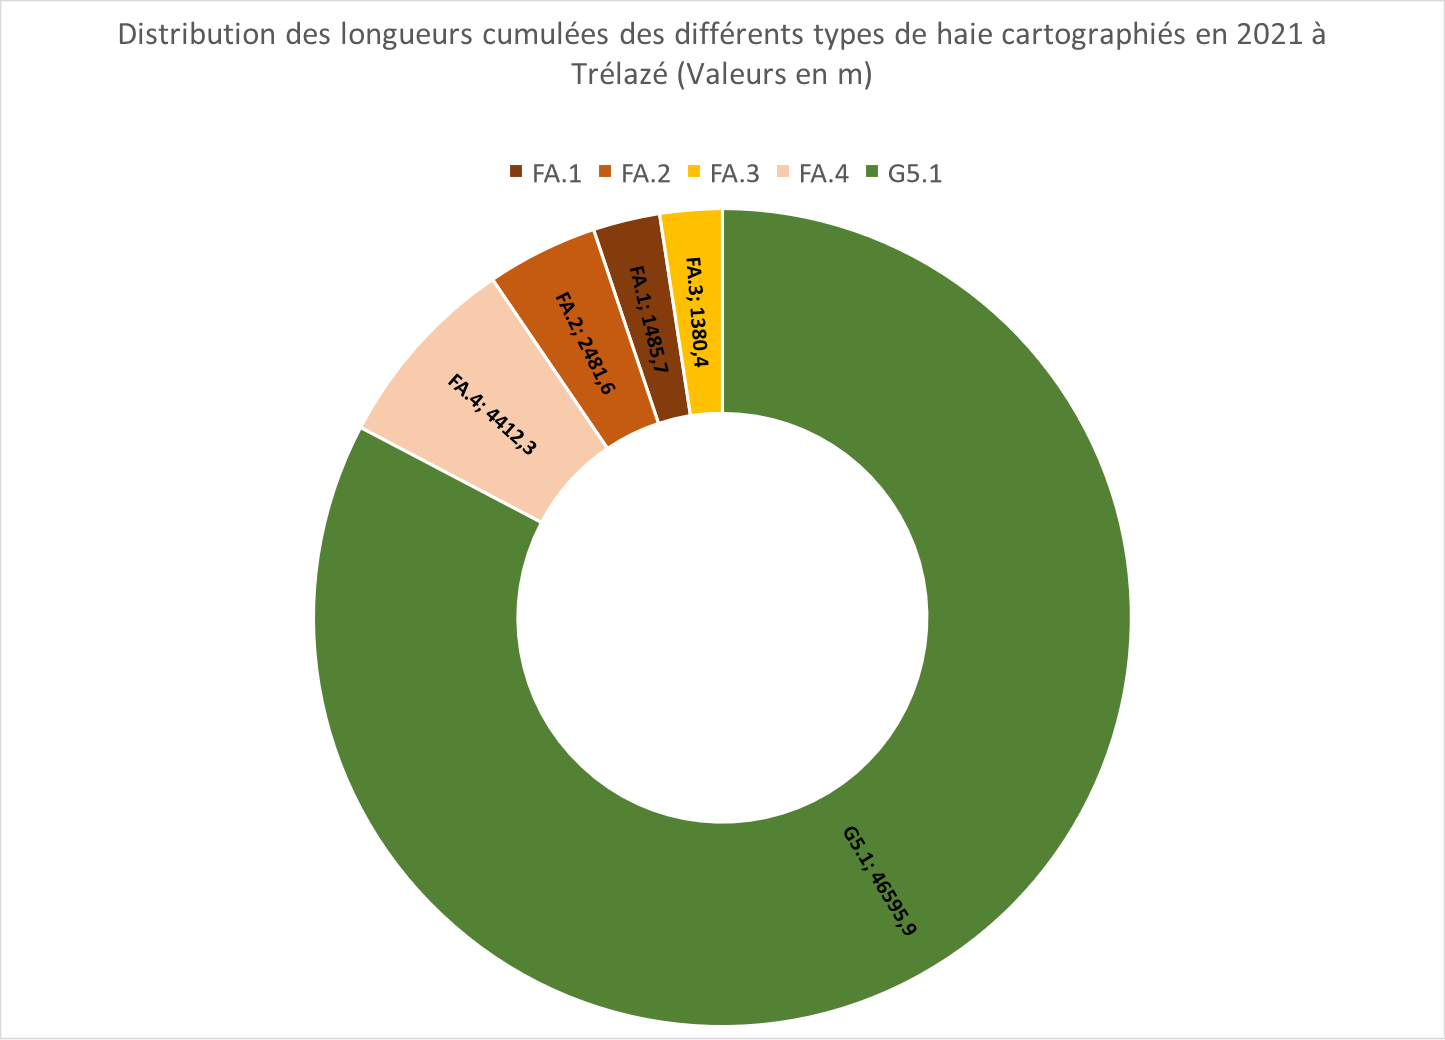 Distribution des longueurs cumulées des différents types de haie cartographiés en 2021 à
Trélazé (Valeurs en m)
FA.1 FA.2 FA.3 FA.4 G5.1
FA.3; 1380,4
FA.1; 1485,7
FA.2; 2481,6
FA.4; 4412,3
G5.1; 46595,9